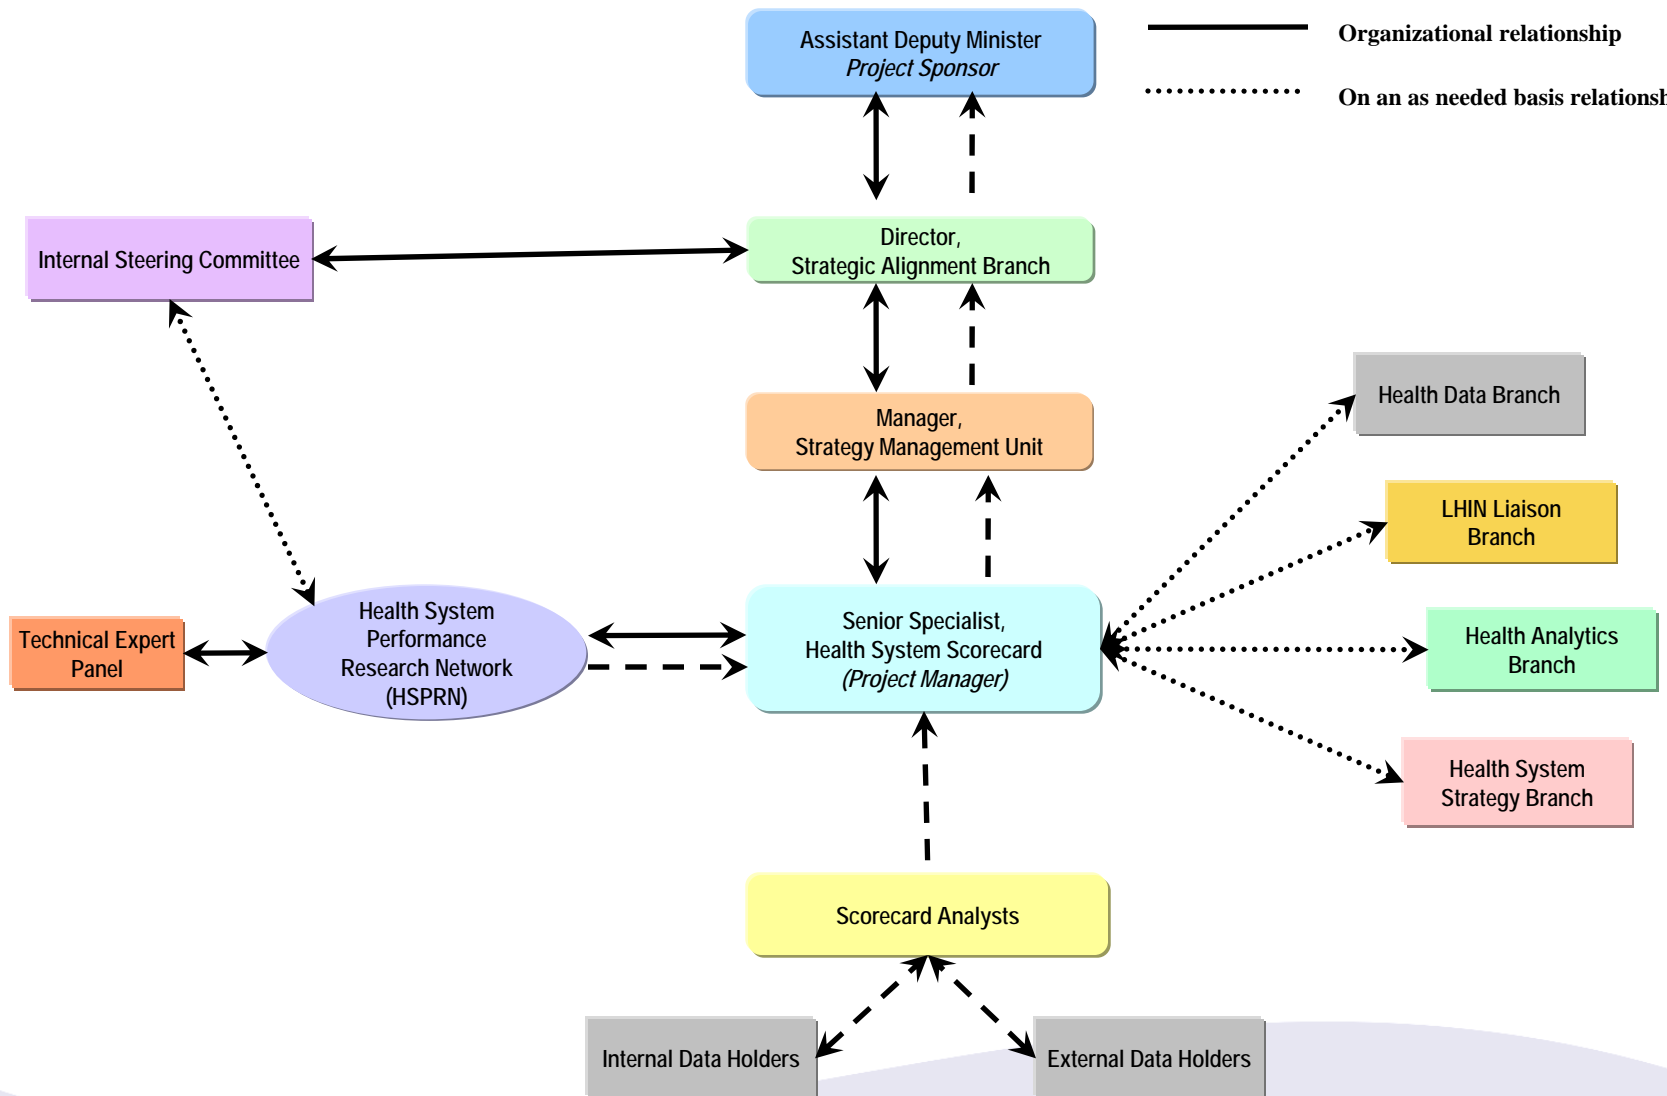 Assistant Deputy Minister
Project Sponsor
Organizational relationship
On an as needed basis
Internal Steering Committee
Director,
Strategic Alignment Branch
Health Data Branch
Manager,
Strategy Management Unit
LHIN Liaison
Branch
Technical Expert
Panel
Health System
Performance
Research Network
(HSPRN)
Senior Specialist,
Health System Scorecard
(Project Manager)
Health Analytics
Branch
Health System
Strategy Branch
Scorecard Analysts
Internal Data Holders
External Data Holders